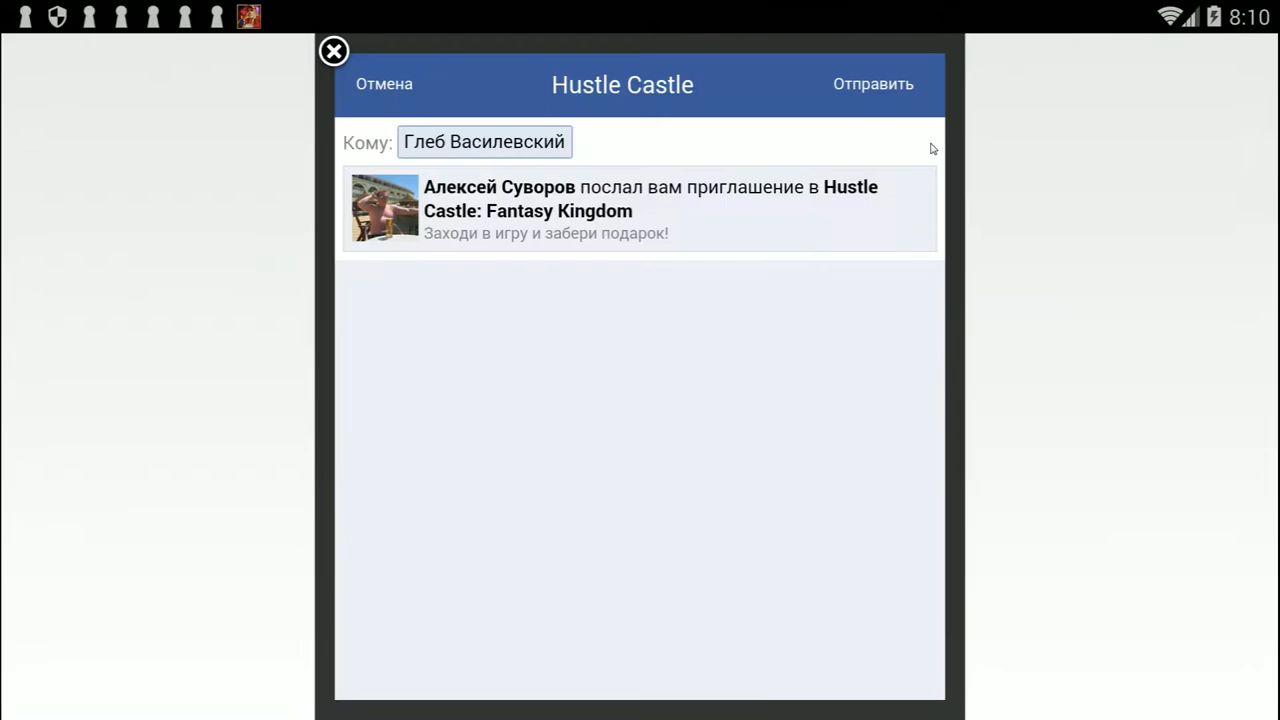 8:10
Отмена
Hustle Castle
Отправить
Кому: Глеб Василевский
Алексей Суворов послал вам приглашение в Hustle
Castle: Fantasy Kingdom
Заходи в игру и забери подарок!